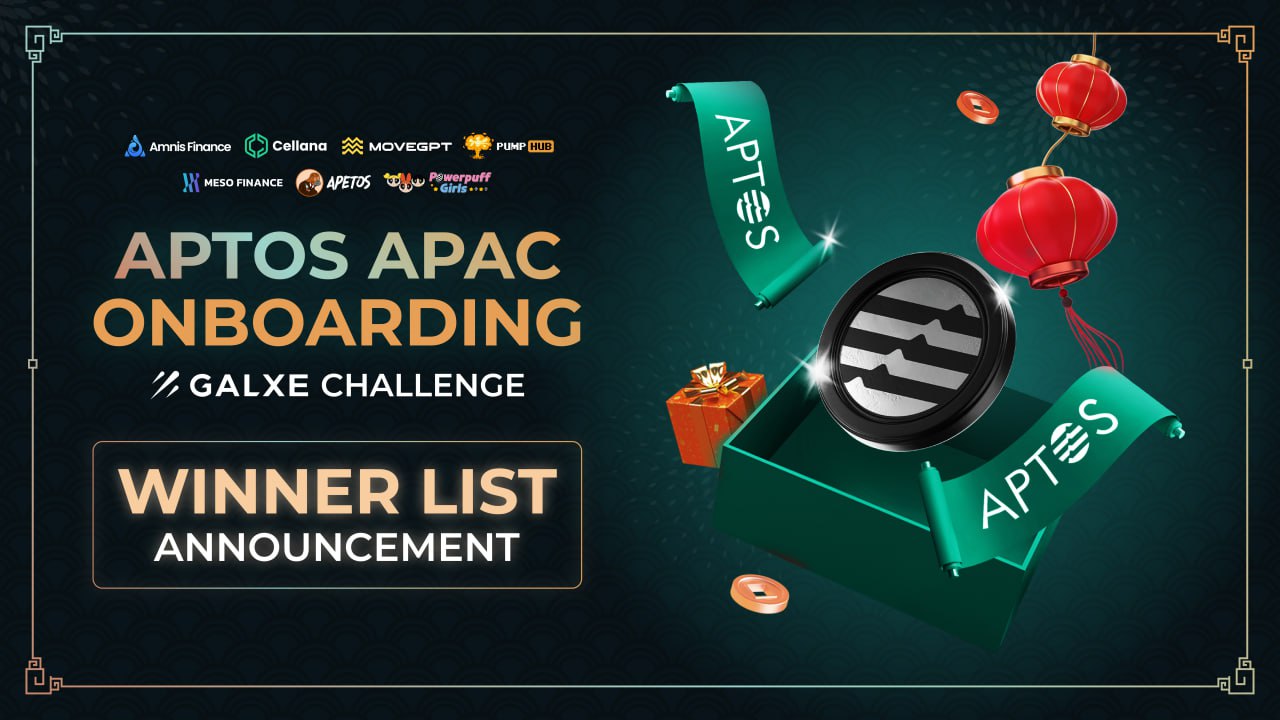 Amnis Finance Cellana MOVEGPT PUMP HUB
MESO FINANCE APETOS Powerpuff Girls
APTOS APAC
ONBOARDING
GALXE CHALLENGE
WINNER LIST
ANNOUNCEMENT
APTOS
APTOS